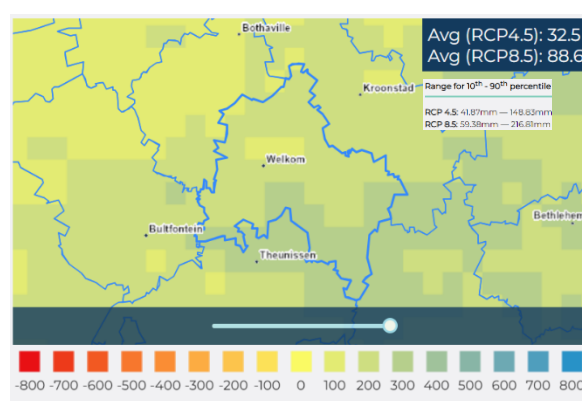 Bothaville
Avg (RCP4.5): 32.5
Avg (RCP8.5): 88.6
Range for 10th - 90th percentile
RCP 4.5: 41.87mm — 148.83mm
RCP 8.5: 59.38mm — 216.81mm
Kroonstad
Welkom
Bethlehem
Bultfontein
Theunissen
-800 -700 -600 -500 -400 -300 -200 -100 0 100 200 300 400 500 600 700 800